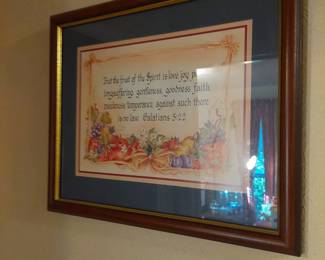 But the fruit of the Spirit is love, joy, p
longsuffering, gentleness, goodness, faith,
meekness, temperance: against such there
is no law. Galatians 5:22